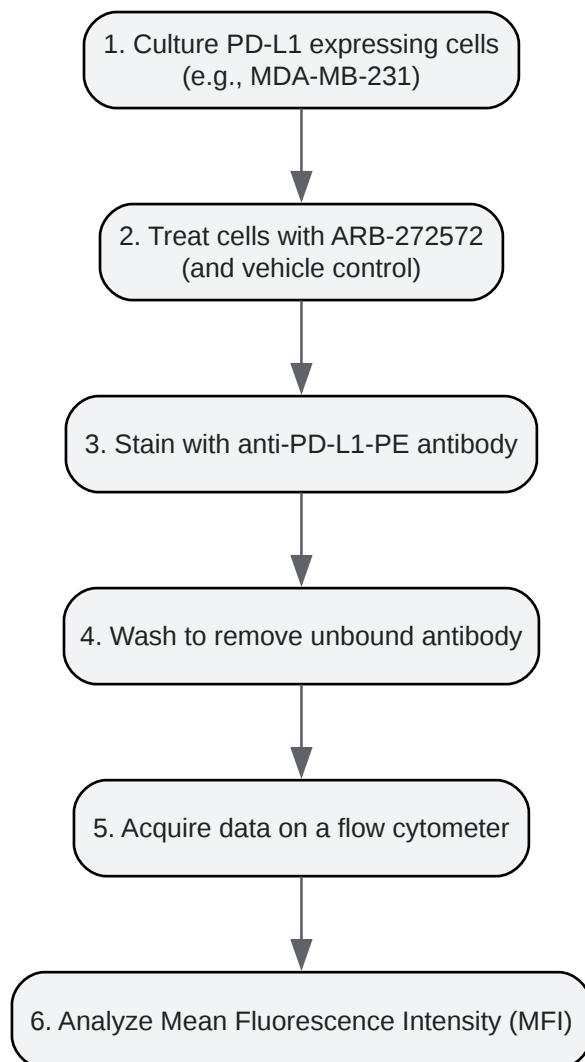 1. Culture PD-L1 expressing cells
(e.g., MDA-MB-231)
2. Treat cells with ARB-272572
(and vehicle control)
3. Stain with anti-PD-L1-PE antibody
4. Wash to remove unbound antibody
5. Acquire data on a flow cytometer
6. Analyze Mean Fluorescence Intensity (MFI)